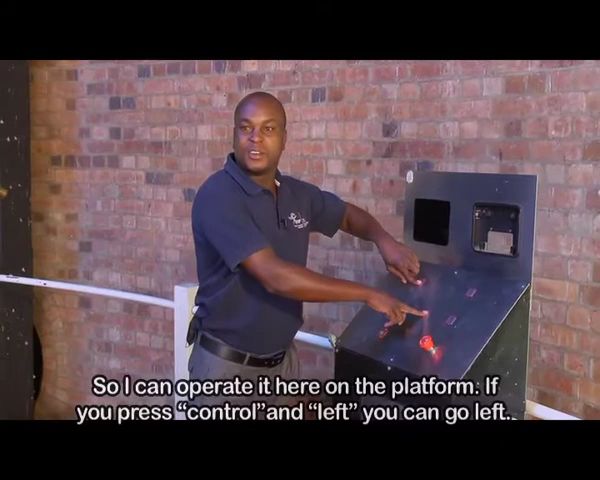 So I can operate it here on the platform. If
you press “control”and “left” you can go left.